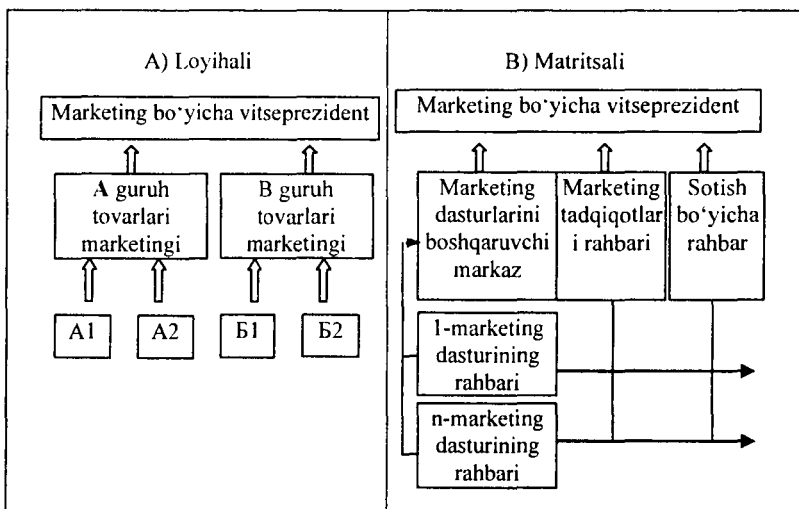 A) Loyihali
Marketing bo‘yicha vitseprezident
A guruh
tovarlari
marketingi
B guruh
tovarlari
marketingi
A1
A2
Б1
Б2
B) Matritsali
Marketing bo‘yicha vitseprezident
Marketing
dasturlarini
boshqaruvchi
markaz
Marketing
tadqiqotlar
i rahbari
Sotish
bo‘yicha
rahbar
1-marketing
dasturining
rahbari
n-marketing
dasturining
rahbari